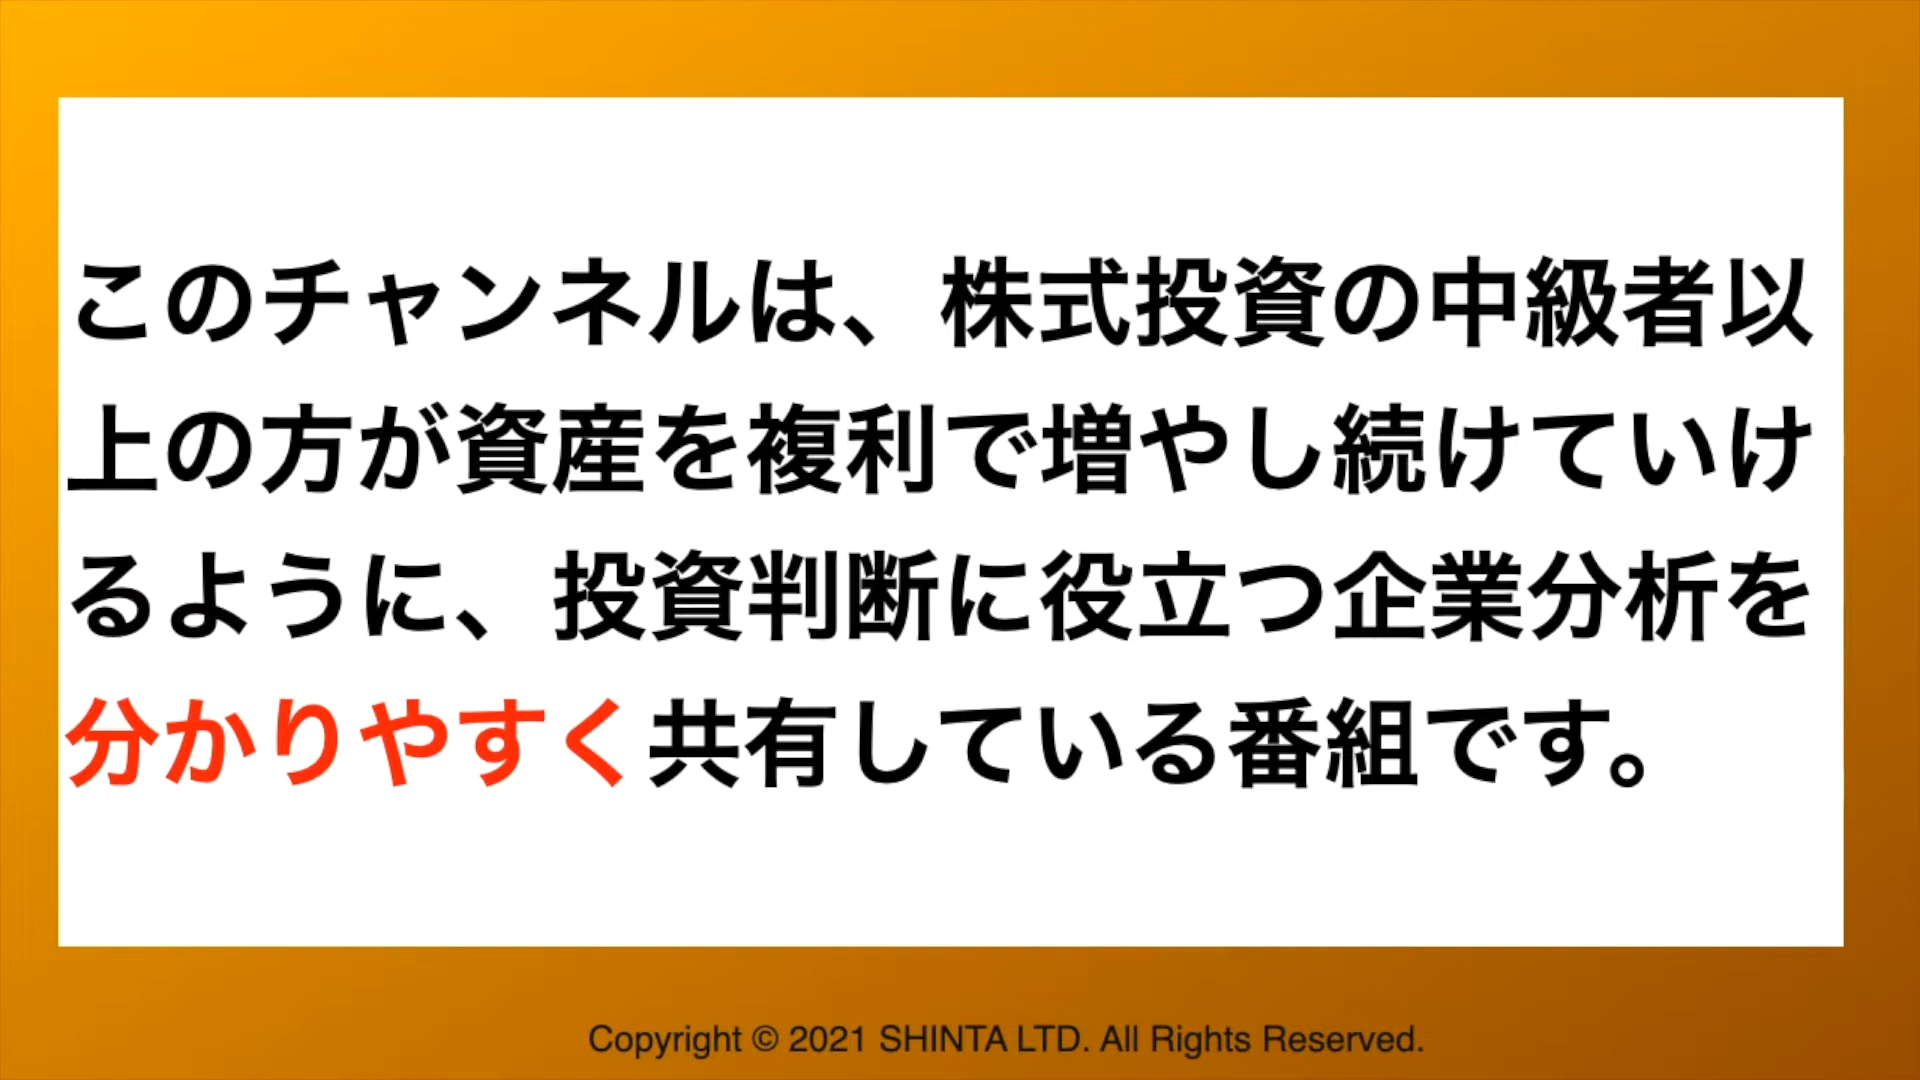 このチャンネルは、株式投資の中級者以
上の方が資産を複利で増やし続けていけ
るように、投資判断に役立つ企業分析を
分かりやすく共有している番組です。
Copyright © 2021 SHINTA LTD. All Rights Reserved.